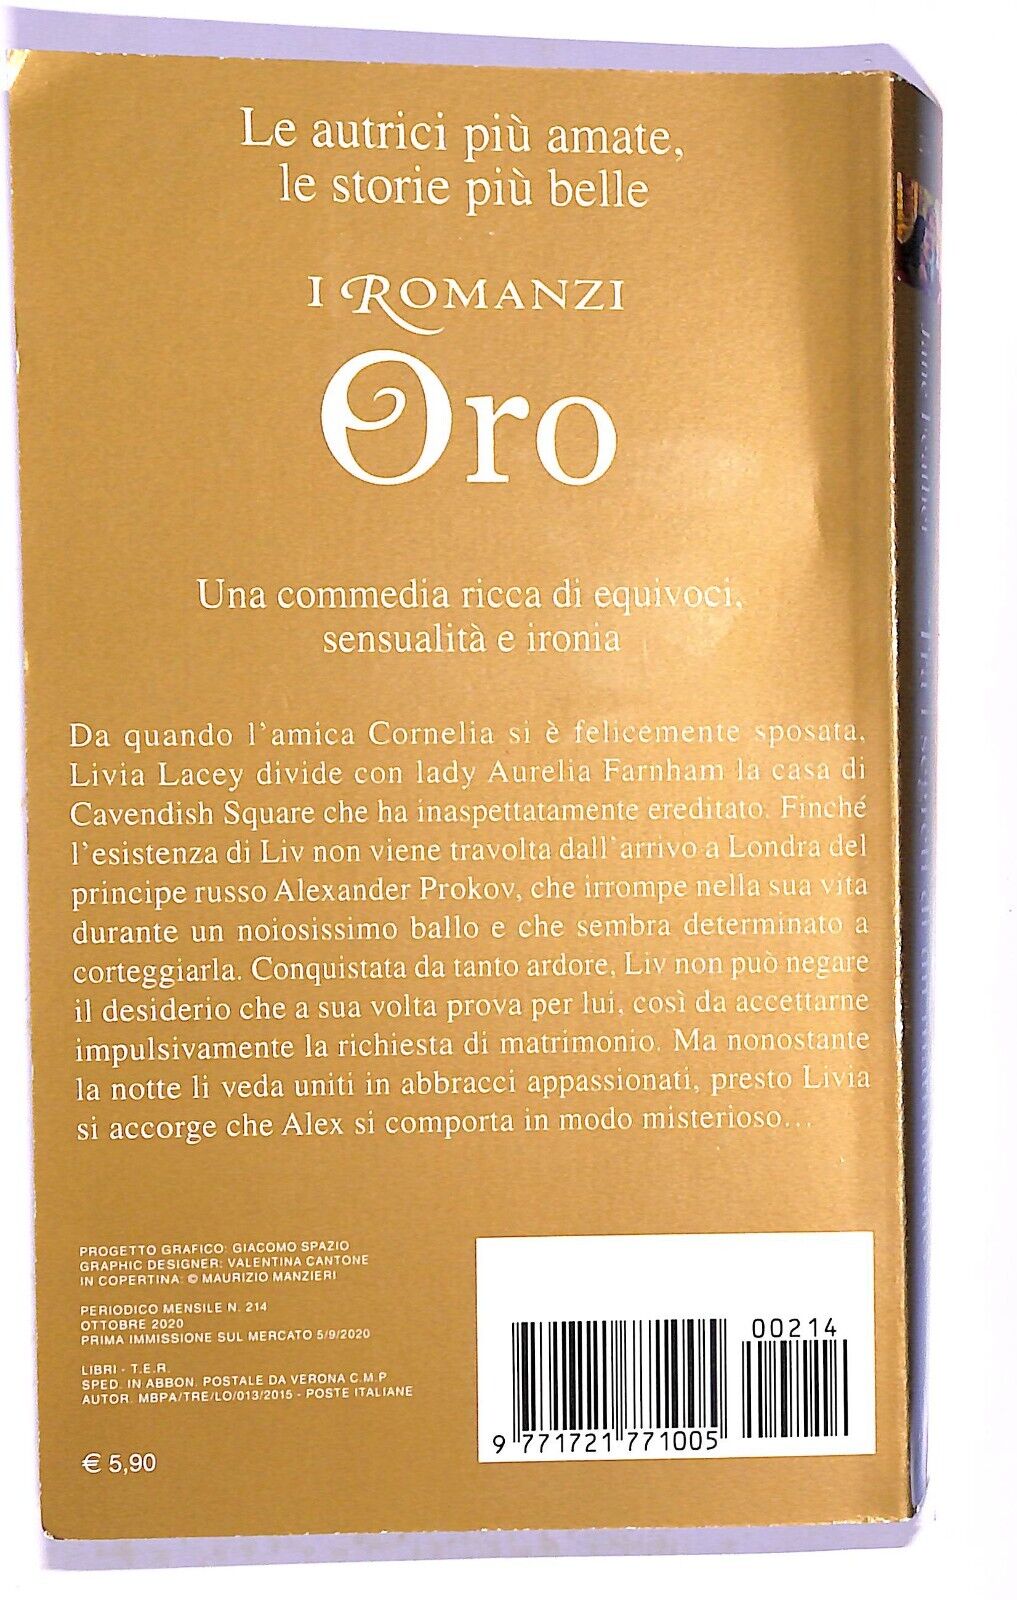 Le autrici più amate,
le storie più belle
I ROMANZI
Oro
Una commedia ricca di equivoci,
sensualità e ironia
Da quando l'amica Cornelia si è felicemente sposata,
Livia Lacey divide con lady Aurelia Farnham la casa di
Cavendish Square che ha inaspettatamente ereditato. Finché
l'esistenza di Liv non viene travolta dall'arrivo a Londra del
principe russo Alexander Prokov, che irrompe nella sua vita
durante un noiosissimo ballo e che sembra determinato a
corteggiarla. Conquistata da tanto ardore, Liv non può negare
il desiderio che a sua volta prova per lui, così da accettarne
impulsivamente la richiesta di matrimonio. Ma nonostante
la notte li veda uniti in abbracci appassionati, presto Livia
si accorge che Alex si comporta in modo misterioso...
PROGETTO GRAFICO: GIACOMO SPAZIO
GRAPHIC DESIGNER: VALENTINA CANTONE
IN COPERTINA: © MAURIZIO MANZIERI
PERIODICO MENSILE N. 214
OTTOBRE 2020
PRIMA IMMISSIONE SUL MERCATO 5/9/2020
LIBRI - T.E.R.
SPED. IN ABBON. POSTALE DA VERONA C.M.P.
AUTOR. MBPA/TRE/LO/013/2015 - POSTE ITALIANE
€ 5,90
00214
9 771721 771005